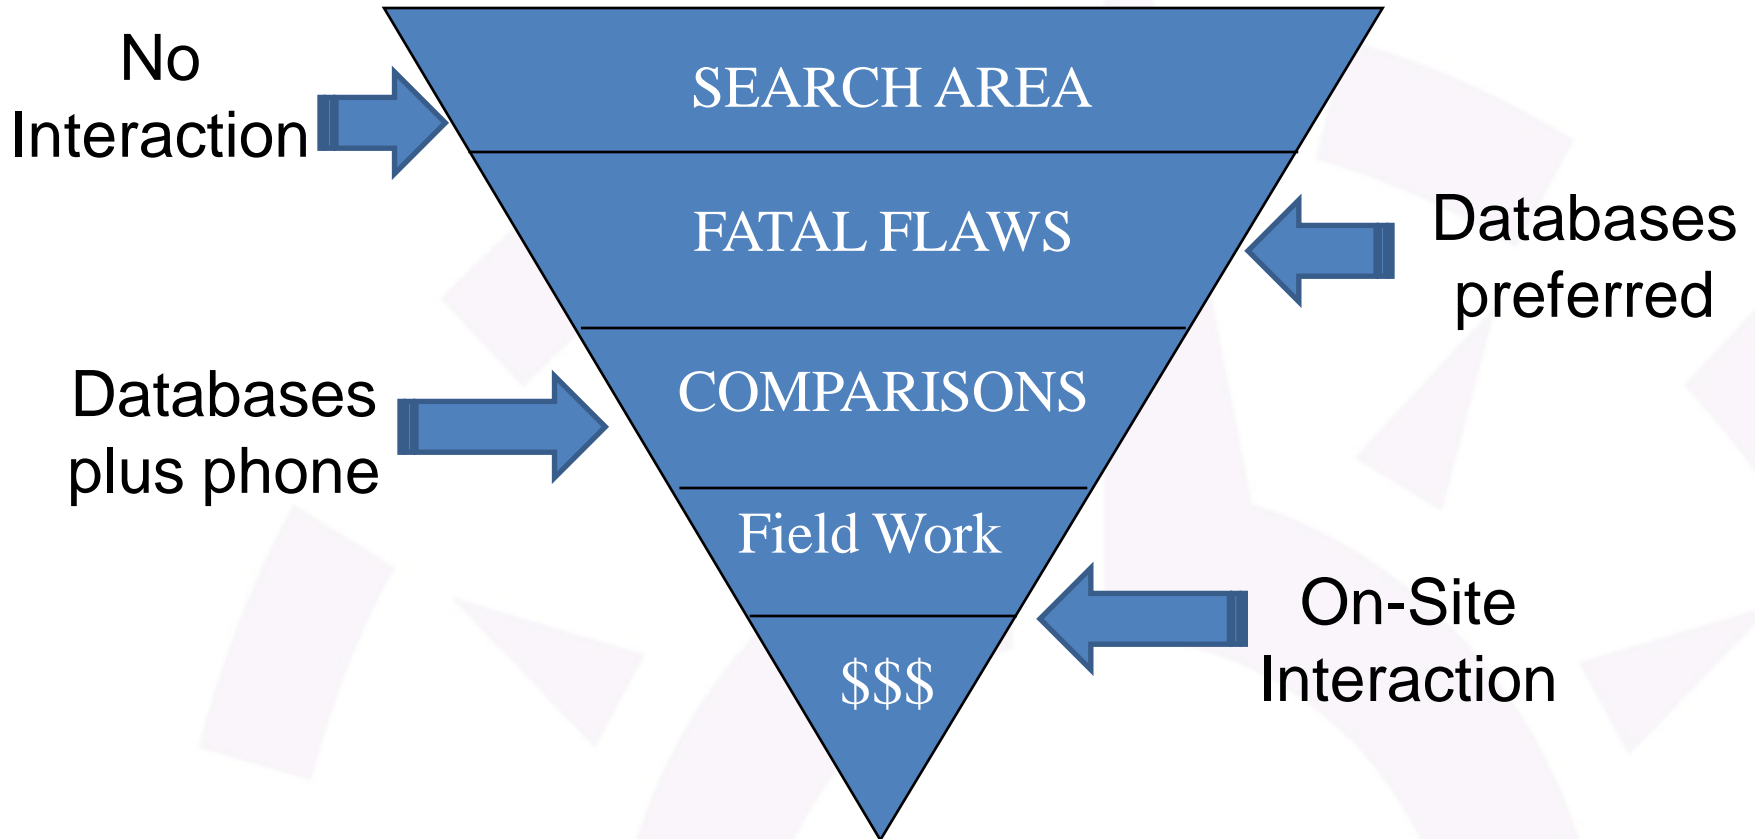 No
Interaction
SEARCH AREA
FATAL FLAWS
Databases
preferred
COMPARISONS
Databases
plus phone
Field Work
On-Site
Interaction
$$$